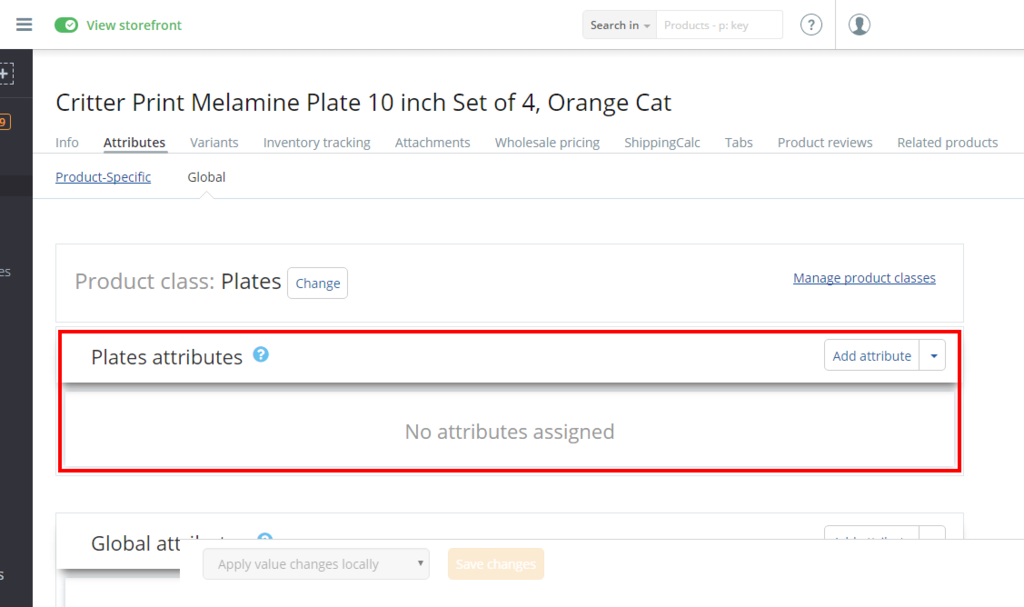 View storefront
Search in
Products - p: key
?
9
Critter Print Melamine Plate 10 inch Set of 4, Orange Cat
Info Attributes Variants Inventory tracking Attachments Wholesale pricing ShippingCalc Tabs Product reviews Related products
Product-Specific Global
es
Product class: Plates Change Manage product classes
Plates attributes ? Add attribute
No attributes assigned
Global att
Apply value changes locally Save changes
s